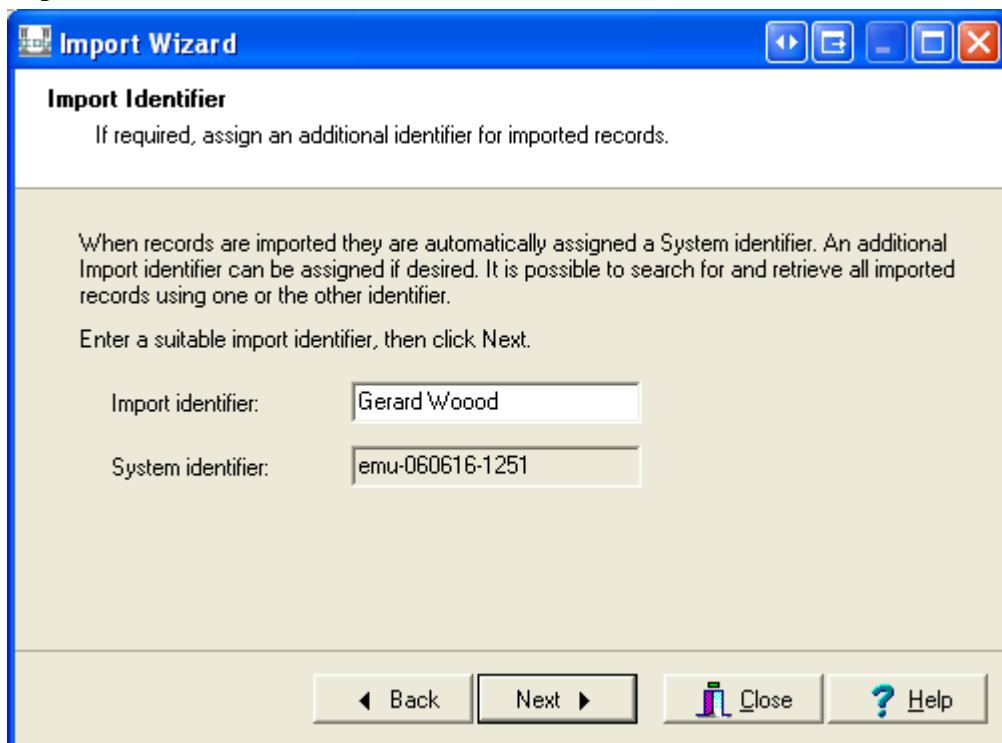 Import Wizard
Import Identifier
If required, assign an additional identifier for imported records.
When records are imported they are automatically assigned a System identifier. An additional
Import identifier can be assigned if desired. It is possible to search for and retrieve all imported
records using one or the other identifier.
Enter a suitable import identifier, then click Next.
Import identifier: Gerard Woood
System identifier: emu-060616-1251
Back Next Close ? Help